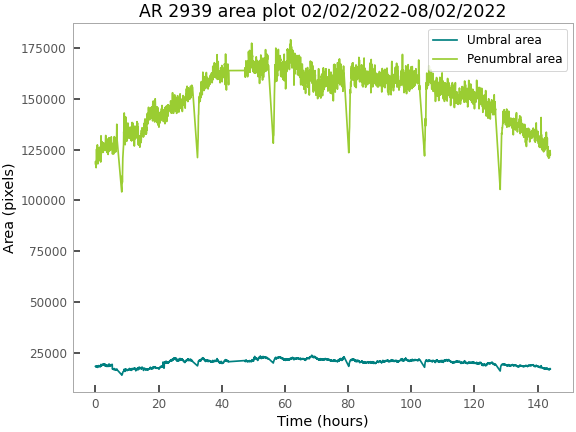 AR 2939 area plot 02/02/2022-08/02/2022
Umbral area
Penumbral area
Area (pixels)
175000
150000
125000
100000
75000
50000
25000
0 20 40 60 80 100 120 140
Time (hours)